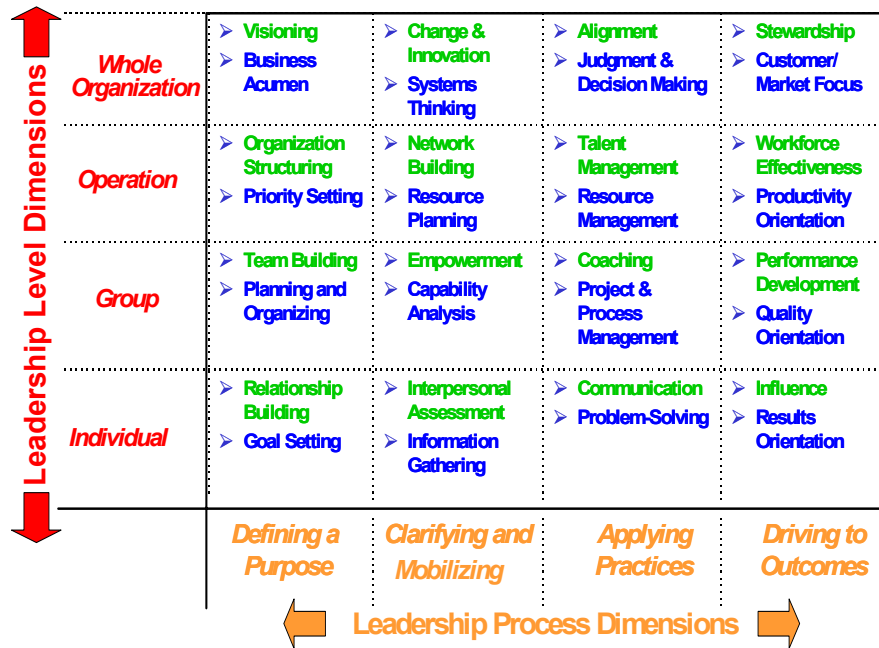 Leadership Level Dimensions
Whole
Organization
Visioning
Business
Acumen
Change &
Innovation
Systems
Thinking
Alignment
Judgment &
Decision Making
Stewardship
Customer/
Market Focus
Operation
Organization
Structuring
Priority Setting
Network
Building
Resource
Planning
Talent
Management
Resource
Management
Workforce
Effectiveness
Productivity
Orientation
Group
Team Building
Planning and
Organizing
Empowerment
Capability
Analysis
Coaching
Project &
Process
Management
Performance
Development
Quality
Orientation
Individual
Relationship
Building
Goal Setting
Interpersonal
Assessment
Information
Gathering
Communication
Problem-Solving
Influence
Results
Orientation
Defining a
Purpose
Clarifying and
Mobilizing
Applying
Practices
Driving to
Outcomes
Leadership Process Dimensions